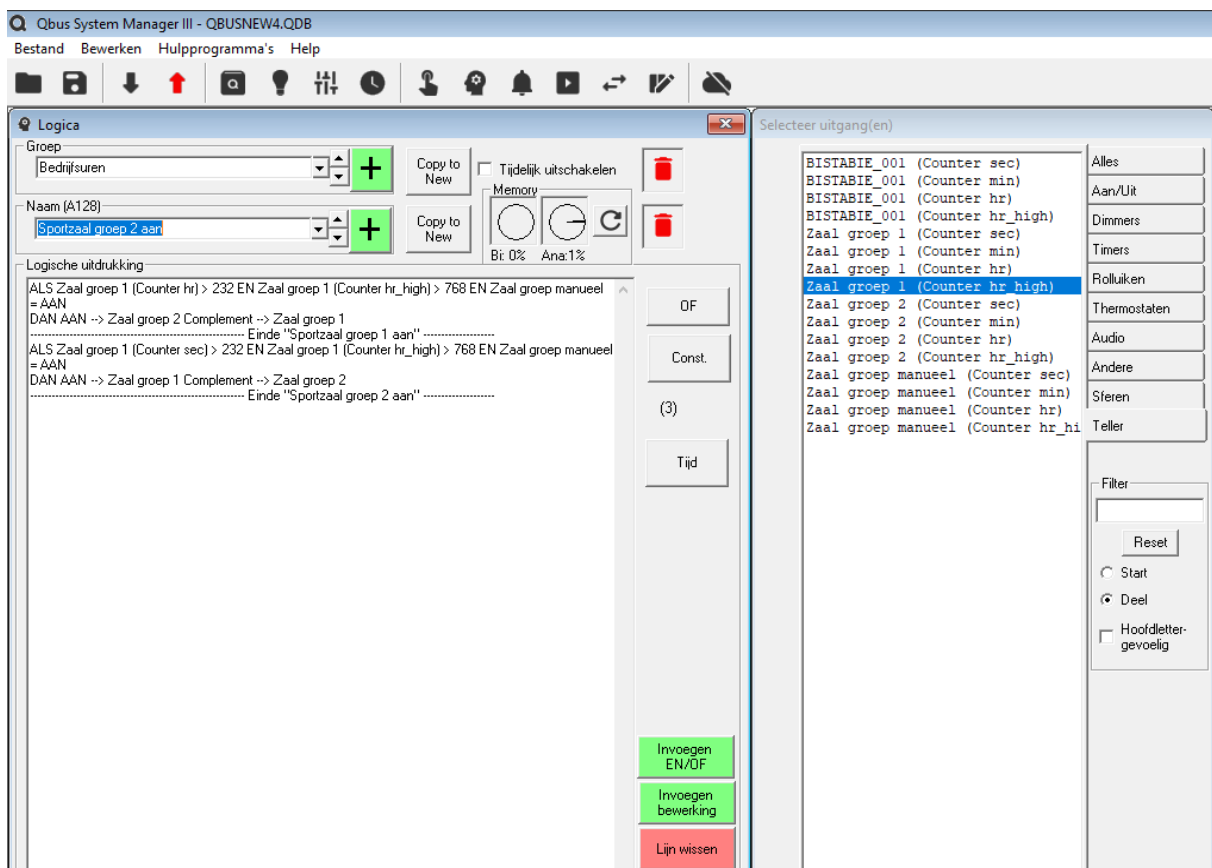 Qbus System Manager III - QBUSNEW4.QDB
Bestand Bewerken Hulpprogramma's Help
Logica
Groep
Bedrijfsuren
Copy to
New
Tijdelijk uitschakelen
Memory
Naam (A128)
Sportzaal groep 2 aan
Copy to
New
Bi: 0% Ana:1%
Logische uitdrukking
ALS Zaal groep 1 (Counter hr) > 232 EN Zaal groep 1 (Counter hr_high) > 768 EN Zaal groep manueel
= AAN
DAN AAN --> Zaal groep 2 Complement --> Zaal groep 1
------------------------------------------------------ Einde "Sportzaal groep 1 aan" -------------------
ALS Zaal groep 1 (Counter sec) > 232 EN Zaal groep 1 (Counter hr_high) > 768 EN Zaal groep manueel
= AAN
DAN AAN --> Zaal groep 1 Complement --> Zaal groep 2
------------------------------------------------------ Einde "Sportzaal groep 2 aan" -------------------
OF
Const.
(3)
Tijd
Invoegen
EN/OF
Invoegen
bewerking
Lijn wissen
Selecteer uitgang(en)
BISTABIE_001 (Counter sec)
BISTABIE_001 (Counter min)
BISTABIE_001 (Counter hr)
BISTABIE_001 (Counter hr_high)
Zaal groep 1 (Counter sec)
Zaal groep 1 (Counter min)
Zaal groep 1 (Counter hr)
Zaal groep 1 (Counter hr_high)
Zaal groep 2 (Counter sec)
Zaal groep 2 (Counter min)
Zaal groep 2 (Counter hr)
Zaal groep 2 (Counter hr_high)
Zaal groep manueel (Counter sec)
Zaal groep manueel (Counter min)
Zaal groep manueel (Counter hr)
Zaal groep manueel (Counter hr_hi
Alles
Aan/Uit
Dimmers
Timers
Rolluiken
Thermostaten
Audio
Andere
Sferen
Teller
Filter
Reset
Start
Deel
Hoofdletter-
gevoelig